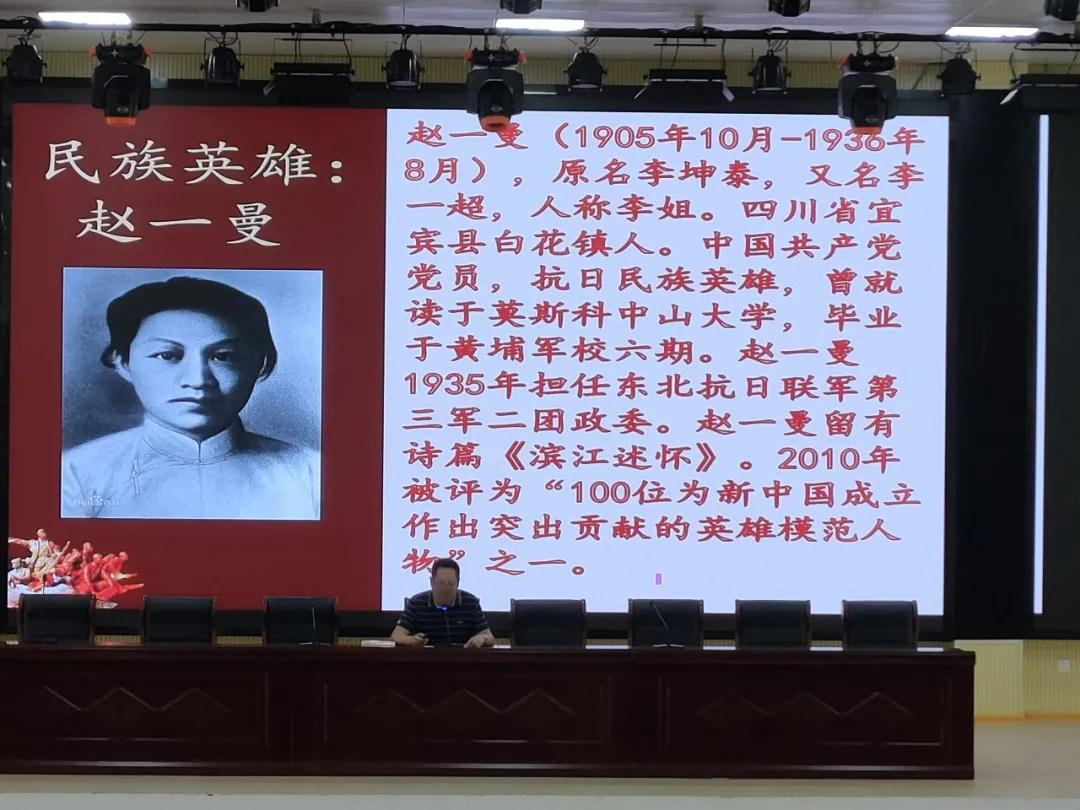 民族英雄：
赵一曼
赵一曼（1905年10月-1936年
8月），原名李坤泰，又名李
一超，人称李姐。四川省宜
宾县白花镇人。中国共产党
党员，抗日民族英雄，曾就
读于莫斯科中山大学，毕业
于黄埔军校六期。赵一曼
1935年担任东北抗日联军第
三军二团政委。赵一曼留有
诗篇《滨江述怀》。2010年
被评为“100位为新中国成立
作出突出贡献的英雄模范人
物”之一。